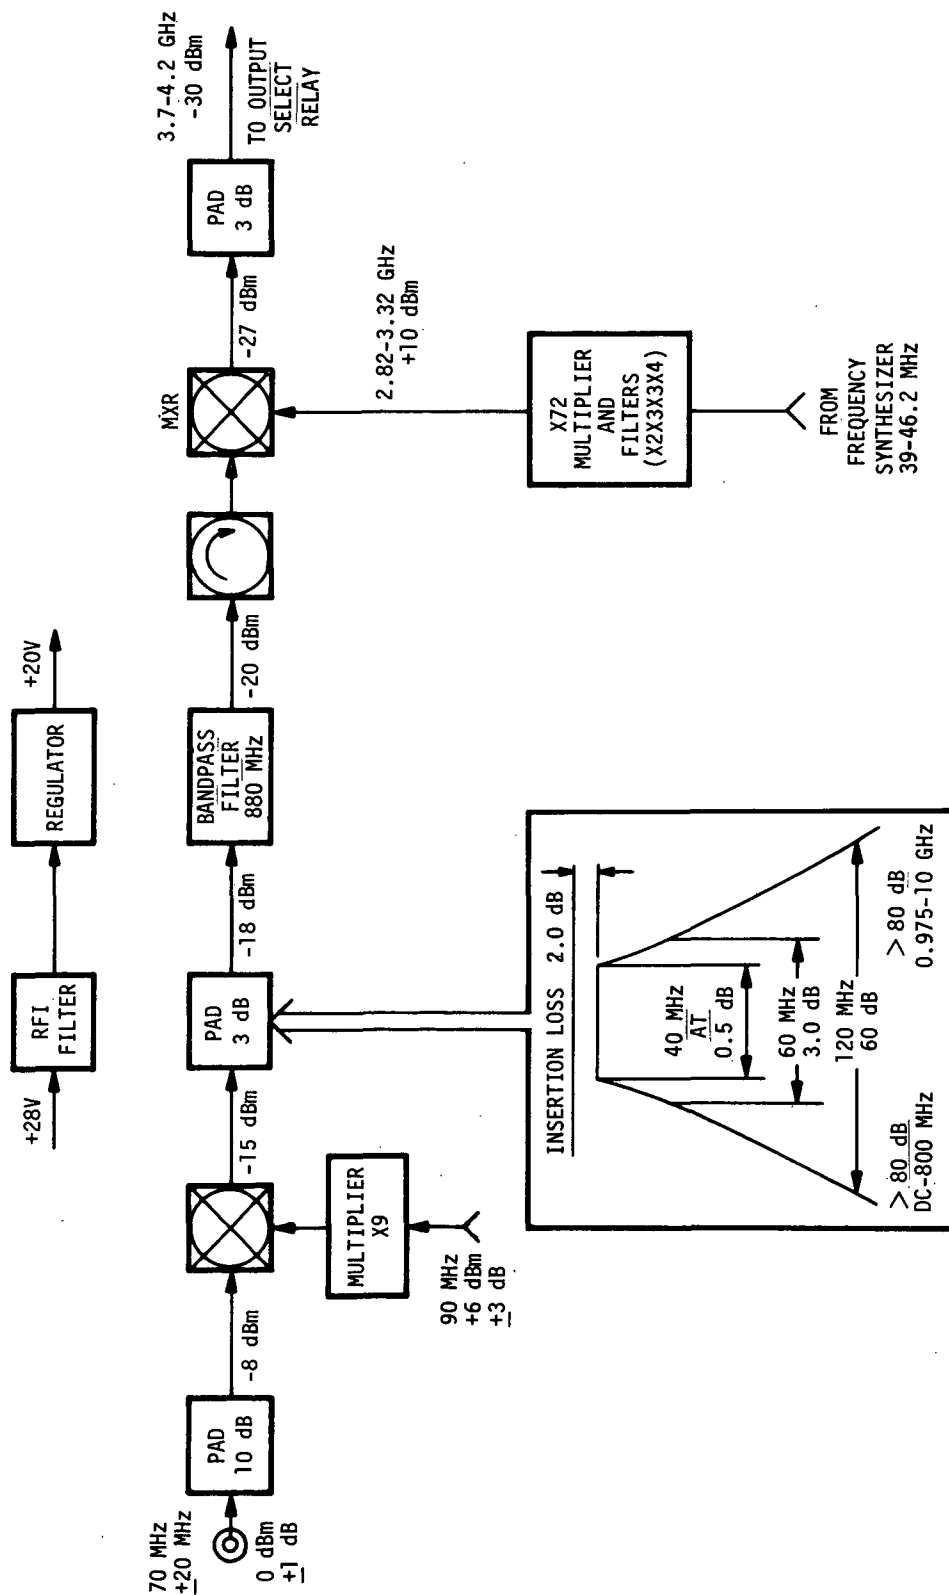 +28V
RFI
FILTER
REGULATOR
+20V
70 MHz
±20 MHz
0 dBm
±1 dB
PAD
10 dB
-8 dBm
MULTIPLIER
X9
90 MHz
+6 dBm
±3 dB
-15 dBm
PAD
3 dB
-18 dBm
BANDPASS
FILTER
880 MHz
-20 dBm
MXR
-27 dBm
PAD
3 dB
3.7-4.2 GHz
-30 dBm
TO OUTPUT
SELECT
RELAY
2.82-3.32 GHz
+10 dBm
X72
MULTIPLIER
AND
FILTERS
(X2X3X3X4)
FROM
FREQUENCY
SYNTHESIZER
39-46.2 MHz
INSERTION LOSS 2.0 dB
40 MHz
AT
0.5 dB
60 MHz
3.0 dB
120 MHz
60 dB
>80 dB
DC-800 MHz
>80 dB
0.975-10 GHz